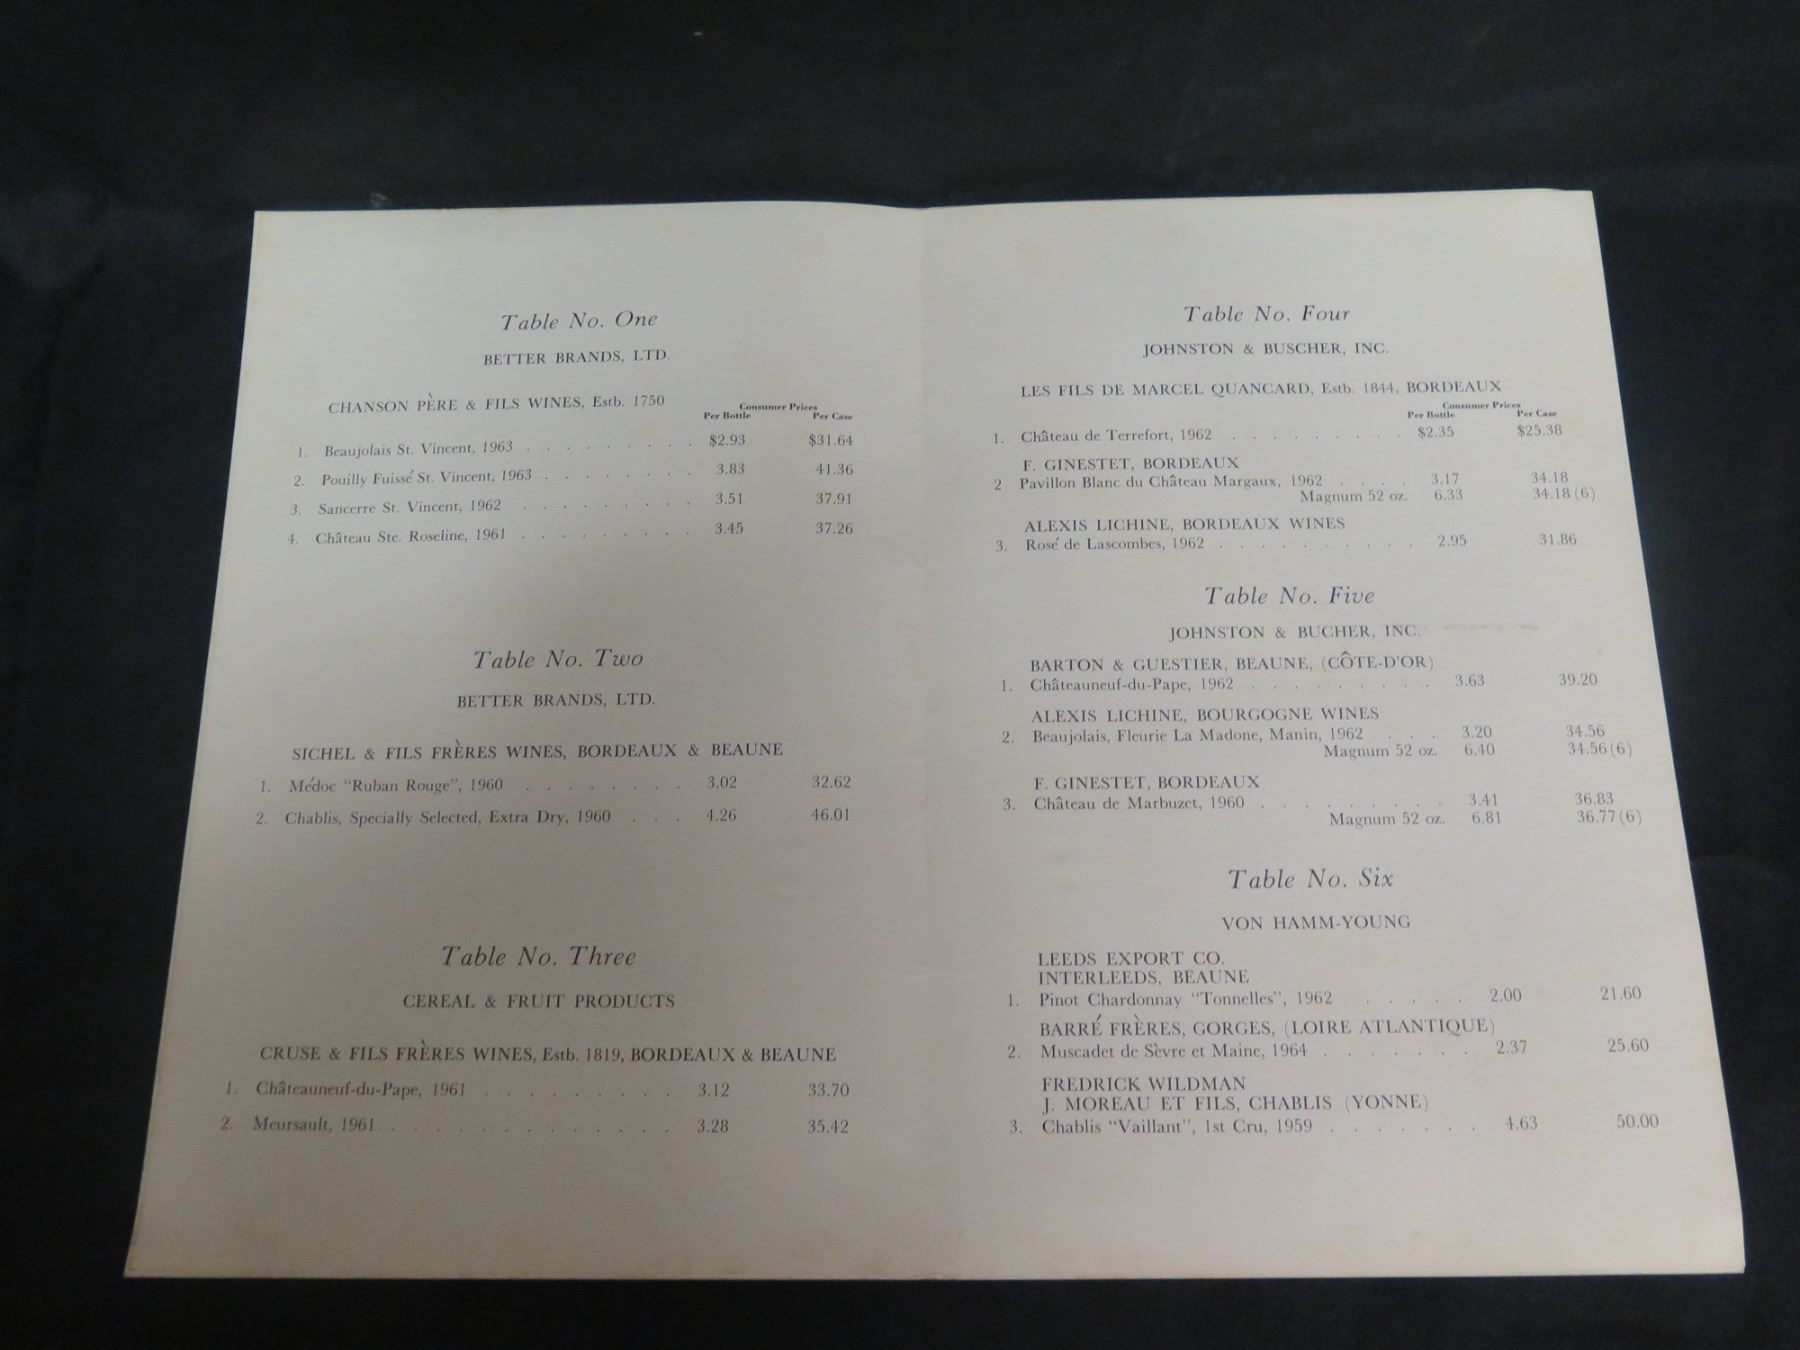 Table No. One
BETTER BRANDS, LTD.
CHANSON PÈRE & FILS WINES, Estb. 1750
Consumer Prices
Per Bottle Per Case
1. Beaujolais St. Vincent, 1963 . . . . . . . . $2.93 $31.64
2. Pouilly Fuissé St. Vincent, 1963 . . . . . . . 3.83 41.36
3. Sancerre St. Vincent, 1962 . . . . . . . . 3.51 37.91
4. Château Ste. Roseline, 1961 . . . . . . . . 3.45 37.26
Table No. Two
BETTER BRANDS, LTD.
SICHEL & FILS FRÈRES WINES, BORDEAUX & BEAUNE
1. Médoc "Ruban Rouge", 1960 . . . . . . . 3.02 32.62
2. Chablis, Specially Selected, Extra Dry, 1960 . . . 4.26 46.01
Table No. Three
CEREAL & FRUIT PRODUCTS
CRUSE & FILS FRÈRES WINES, Estb. 1819, BORDEAUX & BEAUNE
1. Châteauneuf-du-Pape, 1961 . . . . . . . . . 3.12 33.70
2. Meursault, 1961 . . . . . . . . . . . . . 3.28 35.42
Table No. Four
JOHNSTON & BUSCHER, INC.
LES FILS DE MARCEL QUANCARD, Estb. 1844, BORDEAUX
Consumer Prices
Per Bottle Per Case
1. Château de Terrefort, 1962 . . . . . . . . $2.35 $25.38
F. GINESTET, BORDEAUX
2 Pavillon Blanc du Château Margaux, 1962 . . . . 3.17 34.18
Magnum 52 oz. 6.33 34.18 (6)
ALEXIS LICHINE, BORDEAUX WINES
3. Rosé de Lascombes, 1962 . . . . . . . . . 2.95 31.86
Table No. Five
JOHNSTON & BUCHER, INC.
BARTON & GUESTIER, BEAUNE, (CÔTE-D'OR)
1. Châteauneuf-du-Pape, 1962 . . . . . . . . . 3.63 39.20
ALEXIS LICHINE, BOURGOGNE WINES
2. Beaujolais, Fleurie La Madone, Manin, 1962 . . . 3.20 34.56
Magnum 52 oz. 6.40 34.56 (6)
F. GINESTET, BORDEAUX
3. Château de Marbuzet, 1960 . . . . . . . . . 3.41 36.83
Magnum 52 oz. 6.81 36.77 (6)
Table No. Six
VON HAMM-YOUNG
LEEDS EXPORT CO.
INTERLEEDS, BEAUNE
1. Pinot Chardonnay "Tonnelles", 1962 . . . . . 2.00 21.60
BARRÉ FRÈRES, GORGES, (LOIRE ATLANTIQUE)
2. Muscadet de Sèvre et Maine, 1964 . . . . . . . 2.37 25.60
FREDRICK WILDMAN
J. MOREAU ET FILS, CHABLIS (YONNE)
3. Chablis "Vaillant", 1st Cru, 1959 . . . . . . . 4.63 50.00